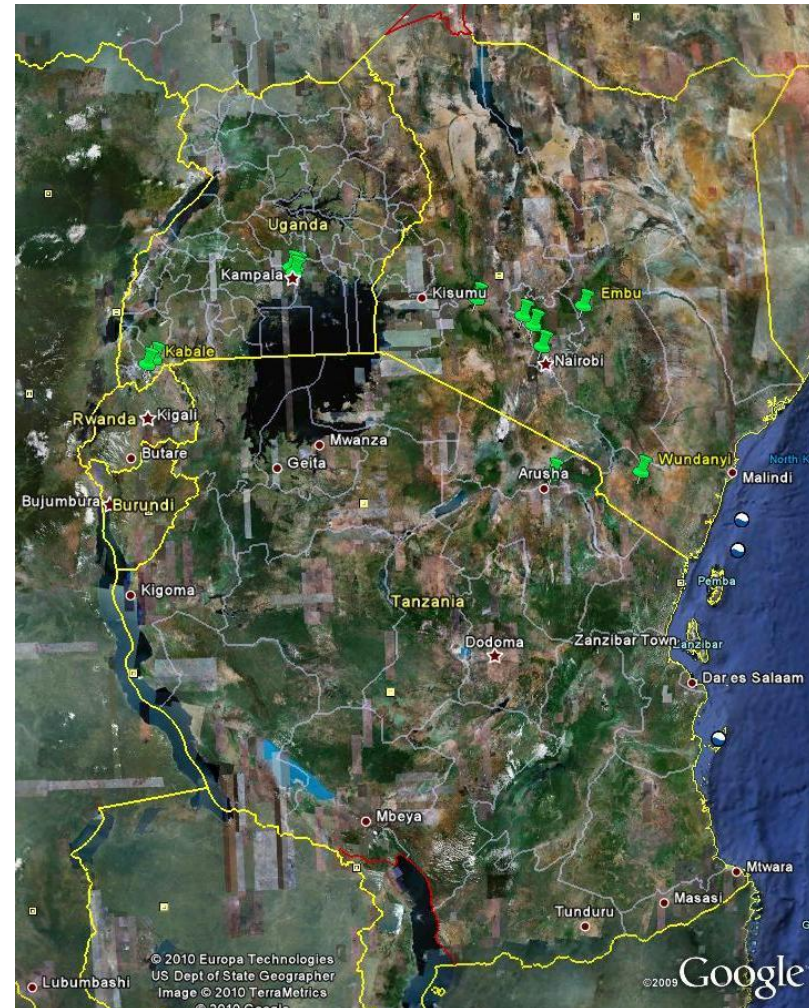 Uganda
Kampala
Kisumu
Embu
Kabale
Nairobi
Rwanda
Kigali
Mwanza
Butare
Geita
Wundanyi
Arusha
Malindi
Bujumbura
Burundi
Kigoma
Pemba
Tanzania
Dodoma
Zanzibar Town
Dar es Salaam
Mbeya
Mtwara
Masasi
Tunduru
© 2010 Europa Technologies
US Dept of State Geographer
Image © 2010 TerraMetrics
Lubumbashi
©2009 Google